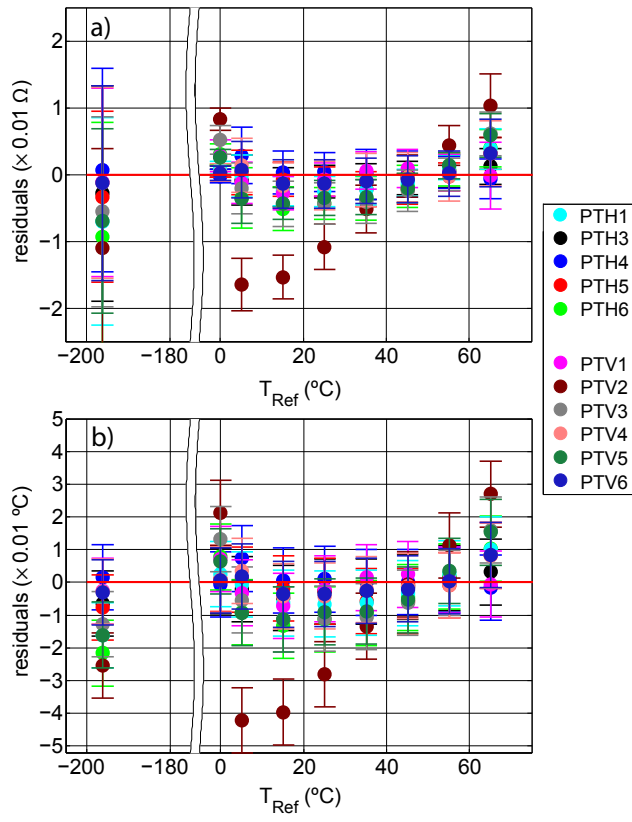 a)
2
1
0
−1
−2
residuals (× 0.01 Ω)
−200 −180 0 20 40 60
T_Ref (ºC)
b)
5
4
3
2
1
0
−1
−2
−3
−4
−5
residuals (× 0.01 ºC)
−200 −180 0 20 40 60
T_Ref (ºC)
PTH1
PTH3
PTH4
PTH5
PTH6
PTV1
PTV2
PTV3
PTV4
PTV5
PTV6